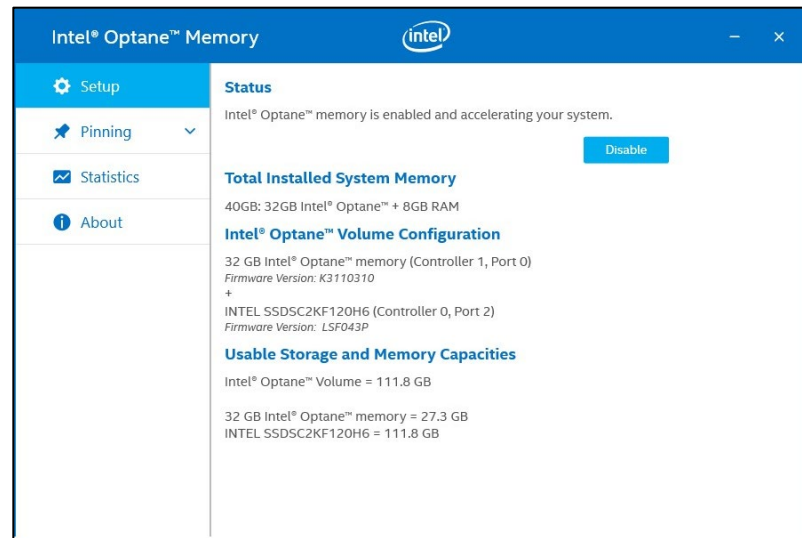 Intel® Optane™ Memory
intel
Setup
Pinning
Statistics
About
Status
Intel® Optane™ memory is enabled and accelerating your system.
Disable
Total Installed System Memory
40GB: 32GB Intel® Optane™ + 8GB RAM
Intel® Optane™ Volume Configuration
32 GB Intel® Optane™ memory (Controller 1, Port 0)
Firmware Version: K3110310
+
INTEL SSDSC2KF120H6 (Controller 0, Port 2)
Firmware Version: LSF043P
Usable Storage and Memory Capacities
Intel® Optane™ Volume = 111.8 GB
32 GB Intel® Optane™ memory = 27.3 GB
INTEL SSDSC2KF120H6 = 111.8 GB